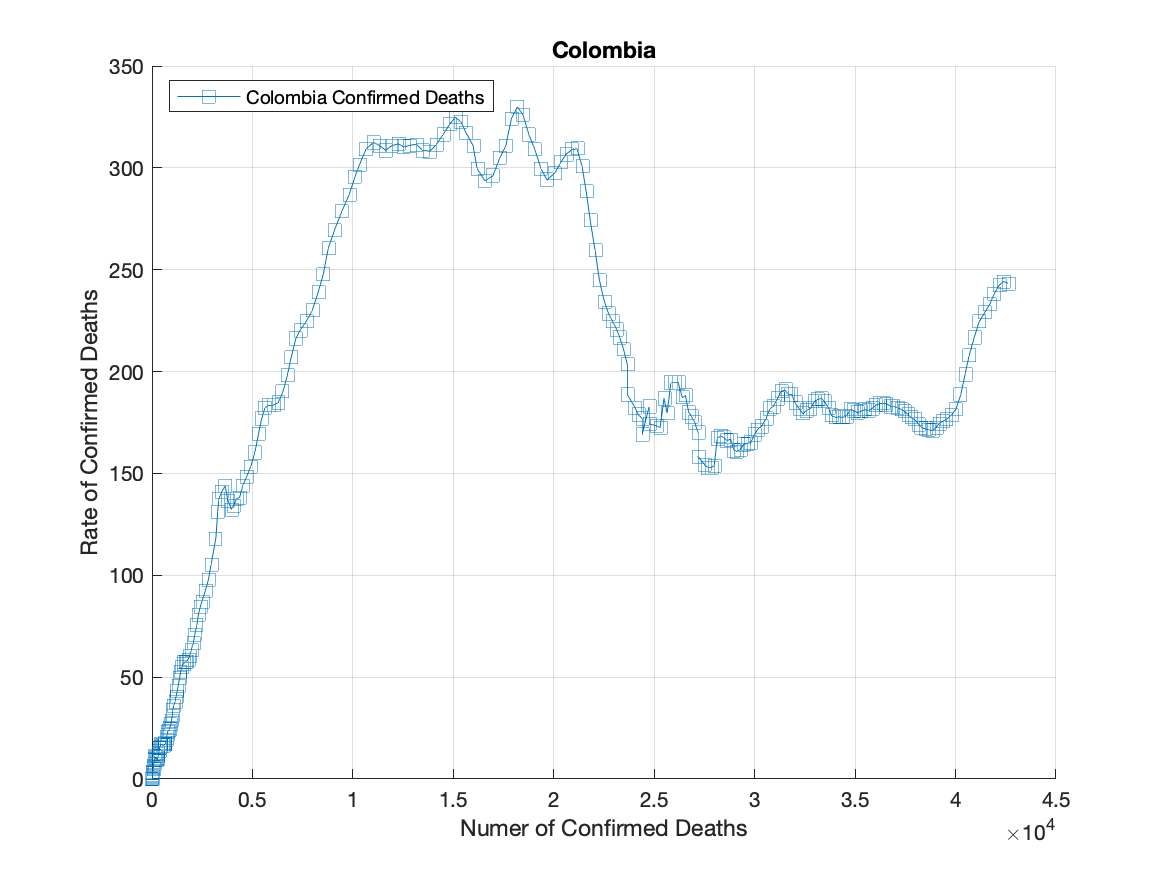 Colombia
Colombia Confirmed Deaths
350
300
250
200
150
100
50
0
Rate of Confirmed Deaths
0 0.5 1 1.5 2 2.5 3 3.5 4 4.5
Numer of Confirmed Deaths
×10^4